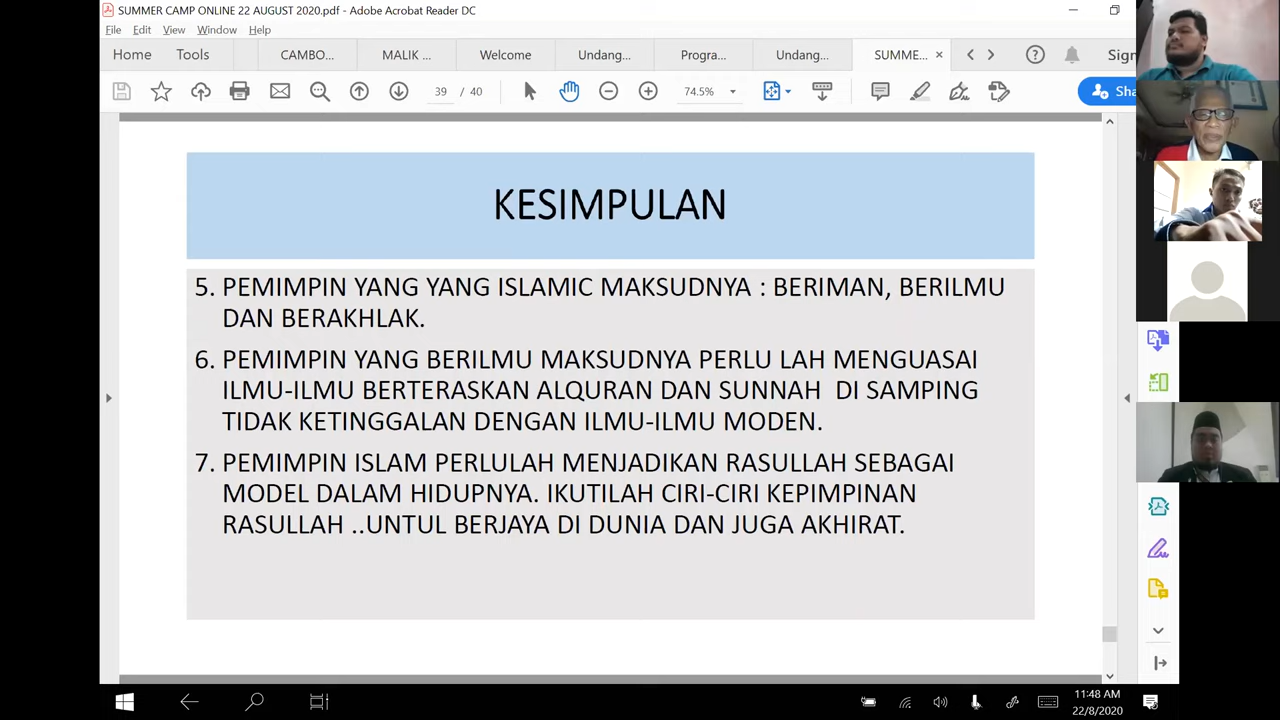 SUMMER CAMP ONLINE 22 AUGUST 2020.pdf - Adobe Acrobat Reader DC
File Edit View Window Help
Home Tools CAMBO... MALIK ... Welcome Undang... Progra... Undang... SUMME... Sign
39 / 40 74.5% Sha
KESIMPULAN
5. PEMIMPIN YANG YANG ISLAMIC MAKSUDNYA : BERIMAN, BERILMU
DAN BERAKHLAK.
6. PEMIMPIN YANG BERILMU MAKSUDNYA PERLU LAH MENGUASAI
ILMU-ILMU BERTERASKAN ALQURAN DAN SUNNAH DI SAMPING
TIDAK KETINGGALAN DENGAN ILMU-ILMU MODEN.
7. PEMIMPIN ISLAM PERLULAH MENJADIKAN RASULLAH SEBAGAI
MODEL DALAM HIDUPNYA. IKUTILAH CIRI-CIRI KEPIMPINAN
RASULLAH ..UNTUL BERJAYA DI DUNIA DAN JUGA AKHIRAT.
11:48 AM
22/8/2020